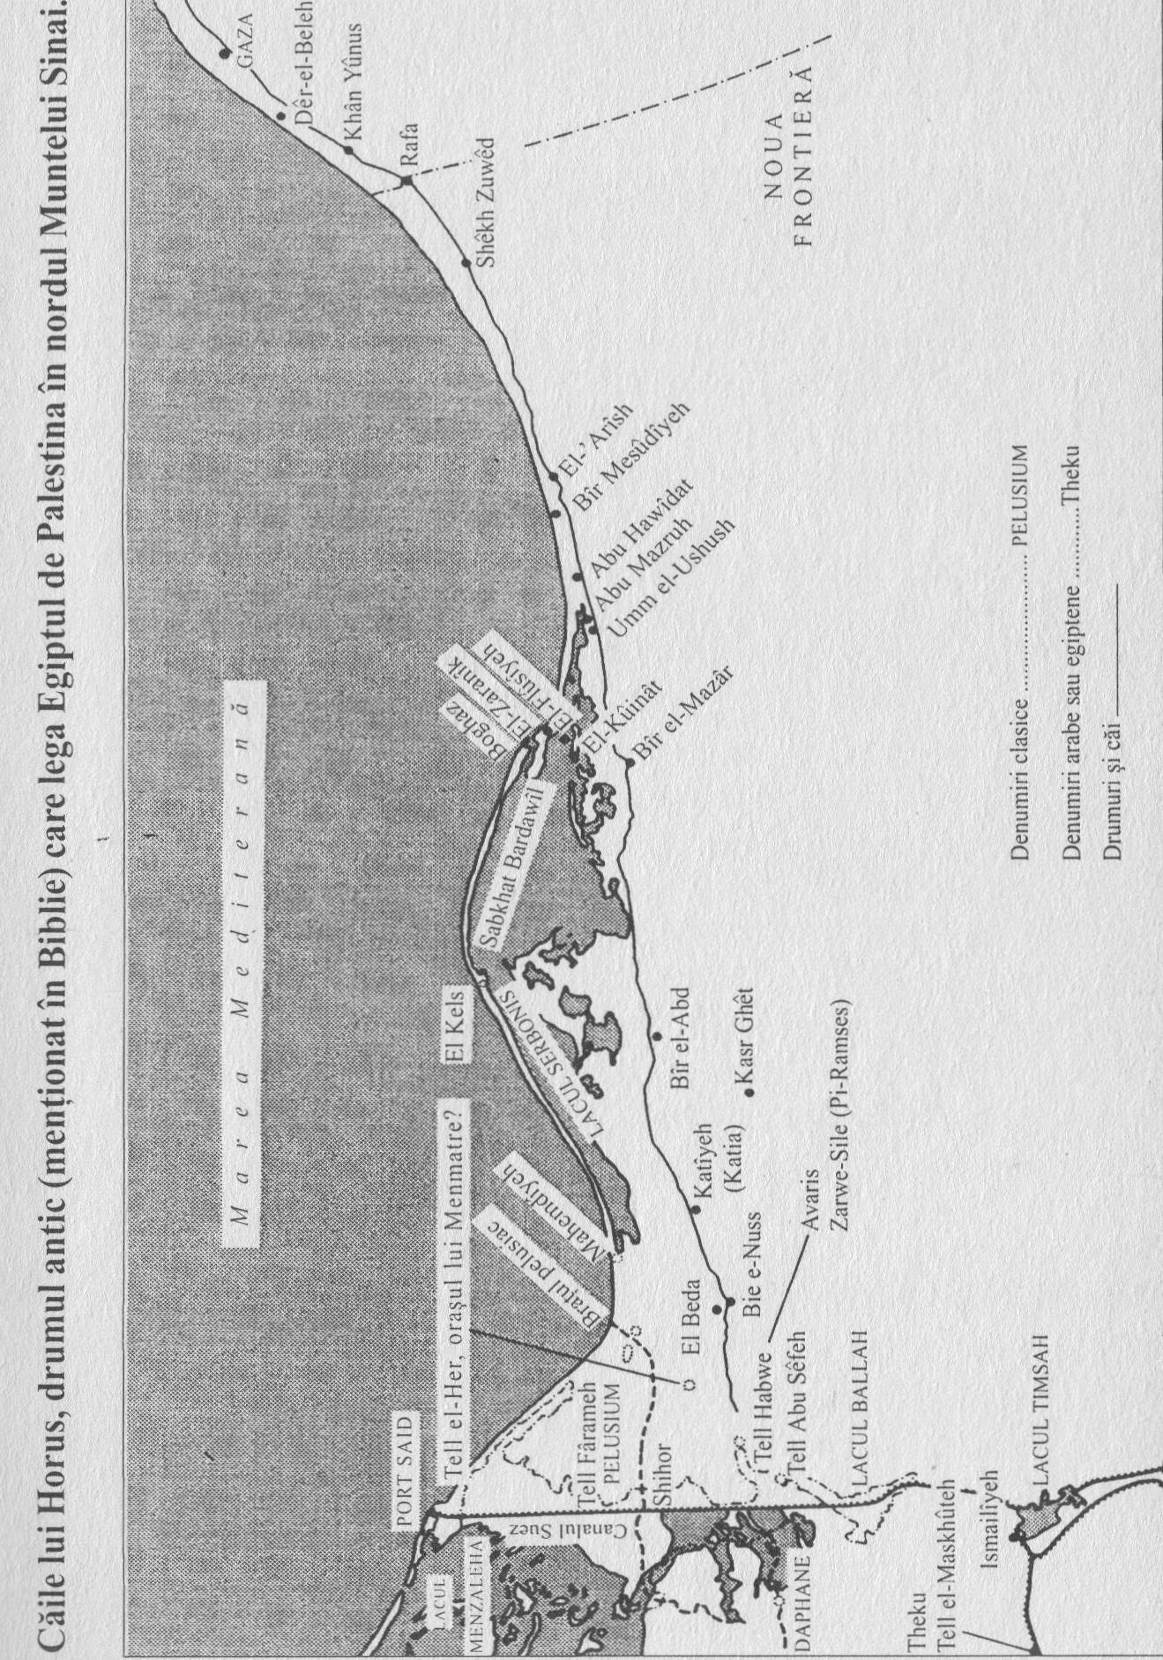 Căile lui Horus, drumul antic (menționat în Biblie) care lega Egiptul de Palestina în nordul Muntelui Sinai.
Marea Mediterană
GAZA
Dêr-el-Beleh
Khân Yûnus
Rafa
Shêkh Zuwêd
NOUA
FRONTIERĂ
El-'Arîsh
Bîr Mesûdîyeh
Abu Hawîdat
Abu Mazruh
Umm el-Ushush
Boghaz
El-Zaranik
El-Flûsîyeh
El-Kûinât
Bîr el-Mazâr
Sabkhat Bardawîl
El Kels
LACUL SERBONIS
Bîr el-Abd
Kasr Ghêt
Katîyeh
(Katia)
Mahemdîyeh
Brațul pelusiac
Tell el-Her, orașul lui Menmatre?
Bie e-Nuss
El Beda
Avaris
Zarwe-Sile (Pi-Ramses)
PORT SAID
Tell Fârameh
PELUSIUM
Shihor
Tell Habwe
Tell Abu Sêfeh
LACUL BALLAH
LACUL TIMSAH
LACUL
MENZALEHA
Canalul Suez
DAPHANE
Ismailîyeh
Theku
Tell el-Maskhûteh
Denumiri clasice ..................... PELUSIUM
Denumiri arabe sau egiptene ............Theku
Drumuri și căi